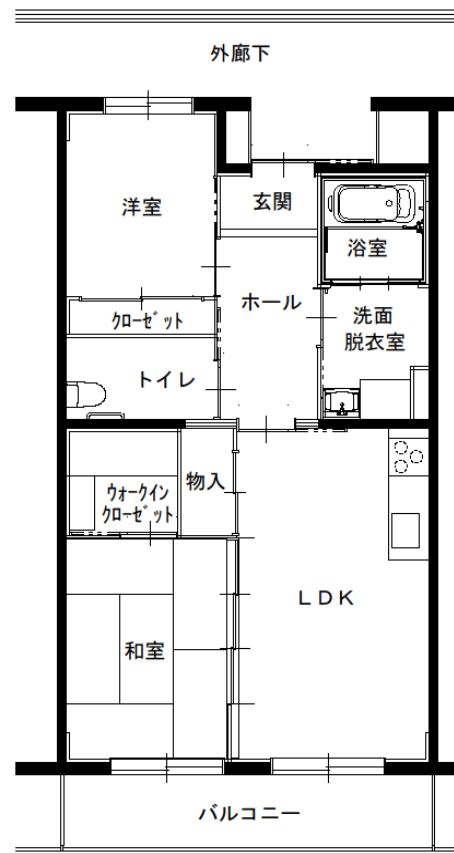 外廊下
洋室
玄関
浴室
ホール
クローゼット
洗面
脱衣室
トイレ
物入
ウォークイン
クローゼット
LDK
和室
バルコニー